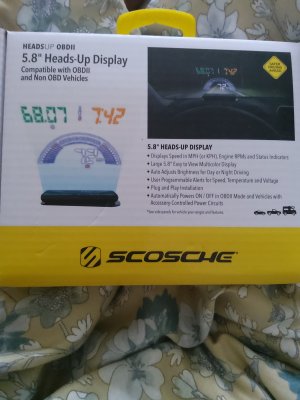 HEADSUP OBDII
5.8" Heads-Up Display
Compatible with OBDII
and Non OBD Vehicles
68.07 7:42
7:42
72
5.8" HEADS-UP DISPLAY
• Displays Speed in MPH (or KPH), Engine RPMs and Status Indicators
• Large 5.8" Easy to View Multicolor Display
• Auto Adjusts Brightness for Day or Night Driving
• User Programmable Alerts for Speed, Temperature and Voltage
• Plug and Play Installation
• Automatically Powers ON / OFF in OBDII Mode and Vehicles with
Accessory Controlled Power Circuits
SCOSCHE